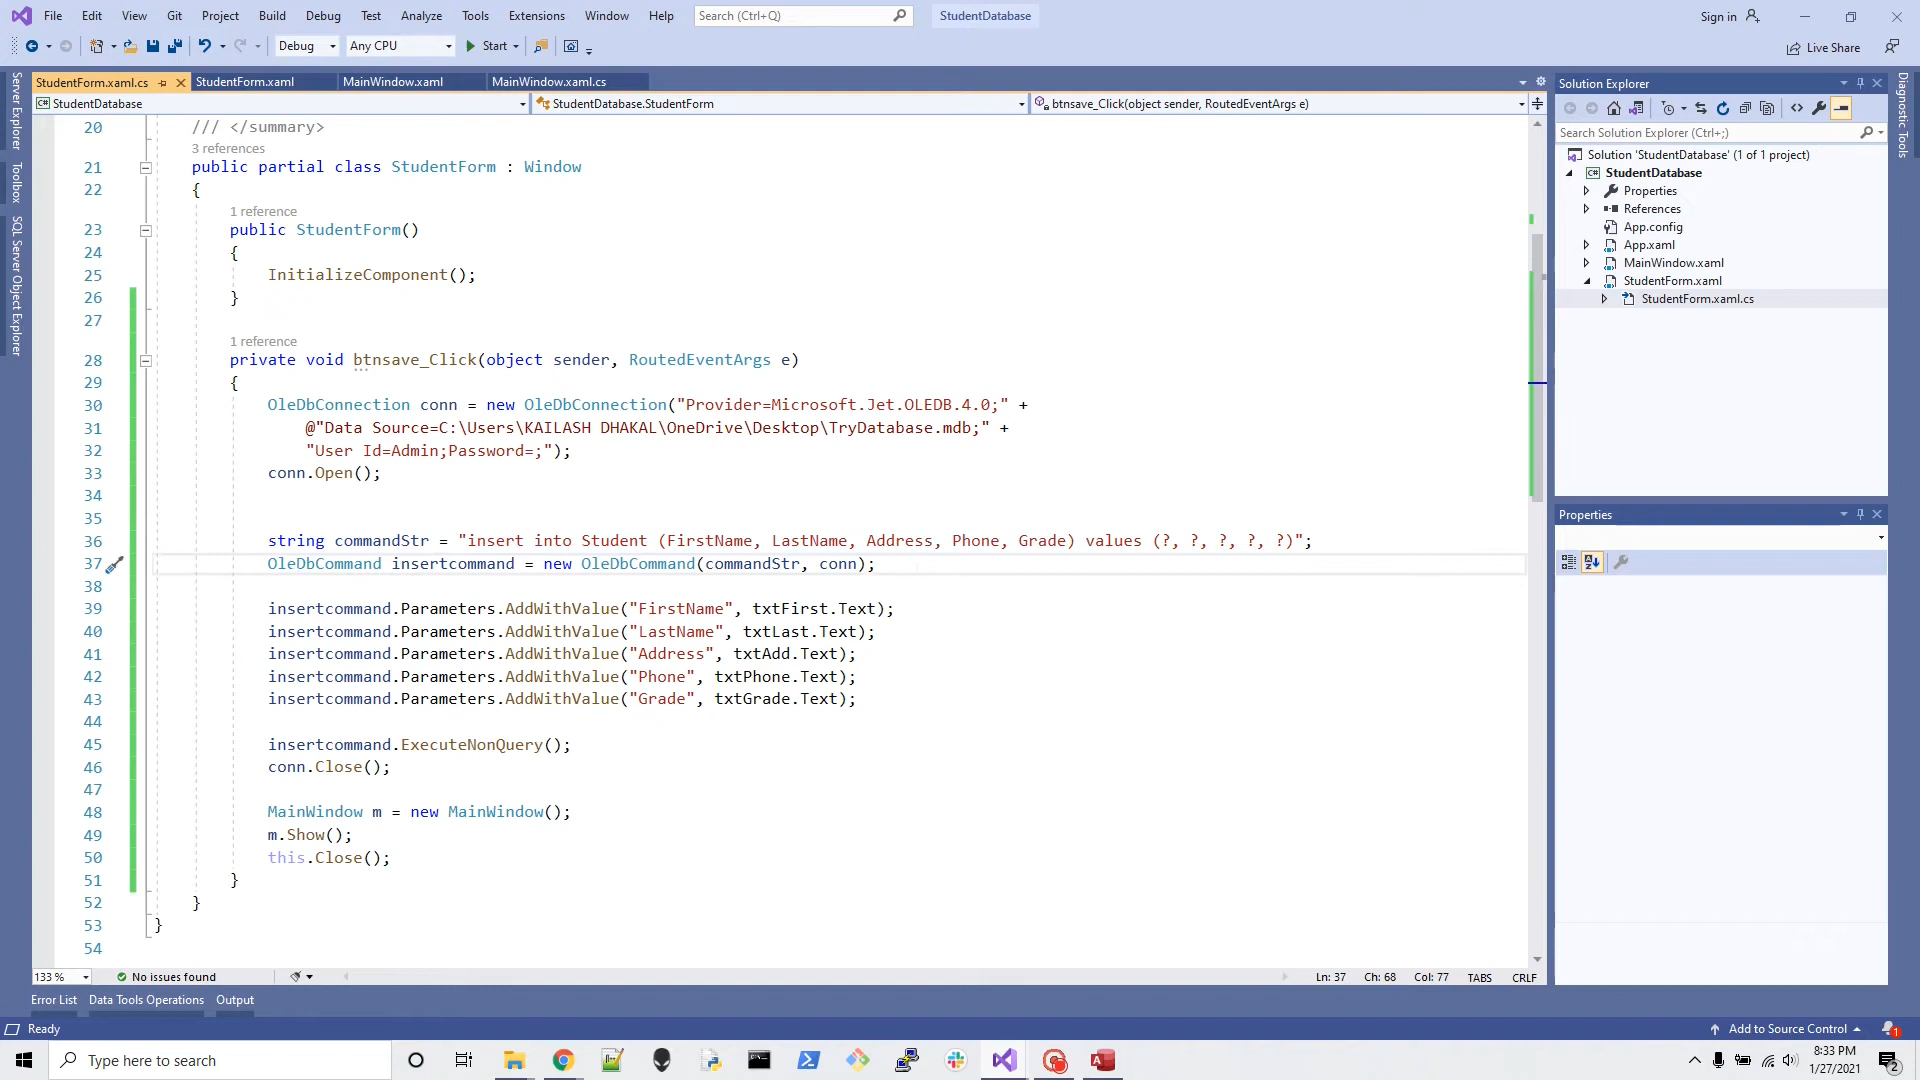 File Edit View Git Project Build Debug Test Analyze Tools Extensions Window Help Search (Ctrl+Q) StudentDatabase Sign in
Debug Any CPU Start Live Share
StudentForm.xaml.cs StudentForm.xaml MainWindow.xaml MainWindow.xaml.cs
StudentDatabase StudentDatabase.StudentForm btnsave_Click(object sender, RoutedEventArgs e)
Server Explorer
Toolbox
SQL Server Object Explorer
20 /// </summary>
3 references
21 public partial class StudentForm : Window
22 {
1 reference
23 public StudentForm()
24 {
25 InitializeComponent();
26 }
27
1 reference
28 private void btnsave_Click(object sender, RoutedEventArgs e)
29 {
30 OleDbConnection conn = new OleDbConnection("Provider=Microsoft.Jet.OLEDB.4.0;" +
31 @"Data Source=C:\Users\KAILASH DHAKAL\OneDrive\Desktop\TryDatabase.mdb;" +
32 "User Id=Admin;Password=;");
33 conn.Open();
34
35
36 string commandStr = "insert into Student (FirstName, LastName, Address, Phone, Grade) values (?, ?, ?, ?, ?)";
37 OleDbCommand insertcommand = new OleDbCommand(commandStr, conn);
38
39 insertcommand.Parameters.AddWithValue("FirstName", txtFirst.Text);
40 insertcommand.Parameters.AddWithValue("LastName", txtLast.Text);
41 insertcommand.Parameters.AddWithValue("Address", txtAdd.Text);
42 insertcommand.Parameters.AddWithValue("Phone", txtPhone.Text);
43 insertcommand.Parameters.AddWithValue("Grade", txtGrade.Text);
44
45 insertcommand.ExecuteNonQuery();
46 conn.Close();
47
48 MainWindow m = new MainWindow();
49 m.Show();
50 this.Close();
51 }
52 }
53 }
54
133 % No issues found Ln: 37 Ch: 68 Col: 77 TABS CRLF
Error List Data Tools Operations Output
Solution Explorer
Search Solution Explorer (Ctrl+;)
Solution 'StudentDatabase' (1 of 1 project)
StudentDatabase
Properties
References
App.config
App.xaml
MainWindow.xaml
StudentForm.xaml
StudentForm.xaml.cs
Properties
Diagnostic Tools
Ready Add to Source Control 1
Type here to search
8:33 PM
1/27/2021
2